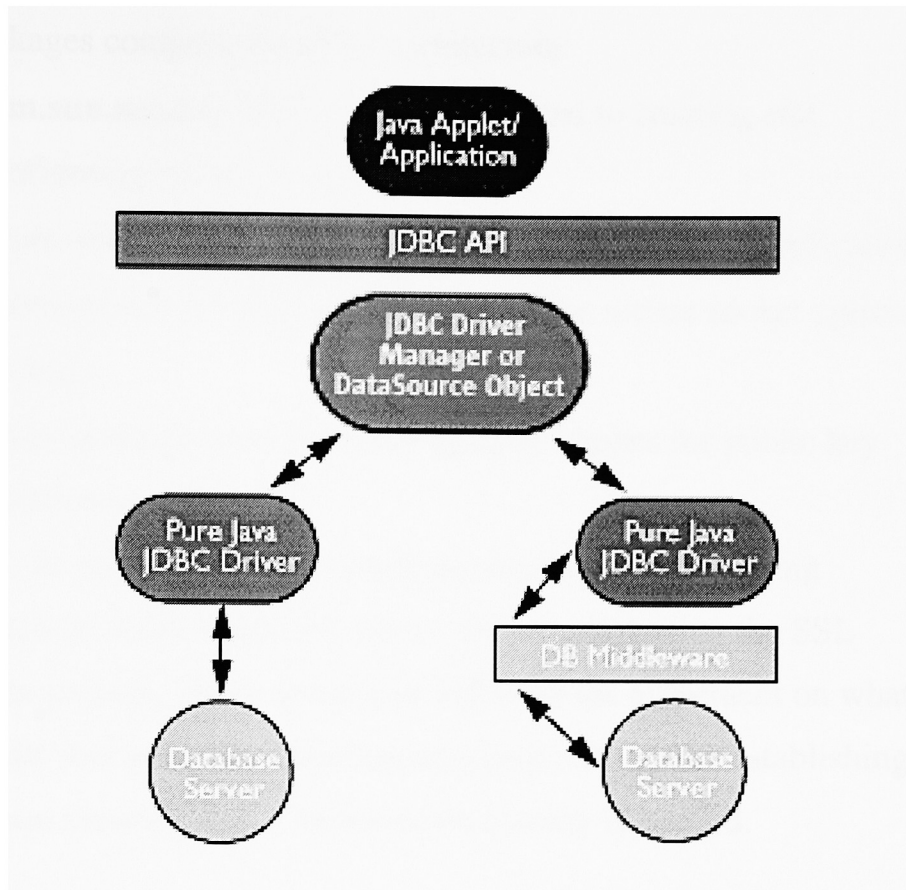 Java Applet/
Application
JDBC API
JDBC Driver
Manager or
DataSource Object
Pure Java
JDBC Driver
Pure Java
JDBC Driver
DB Middleware
Database
Server
Database
Server